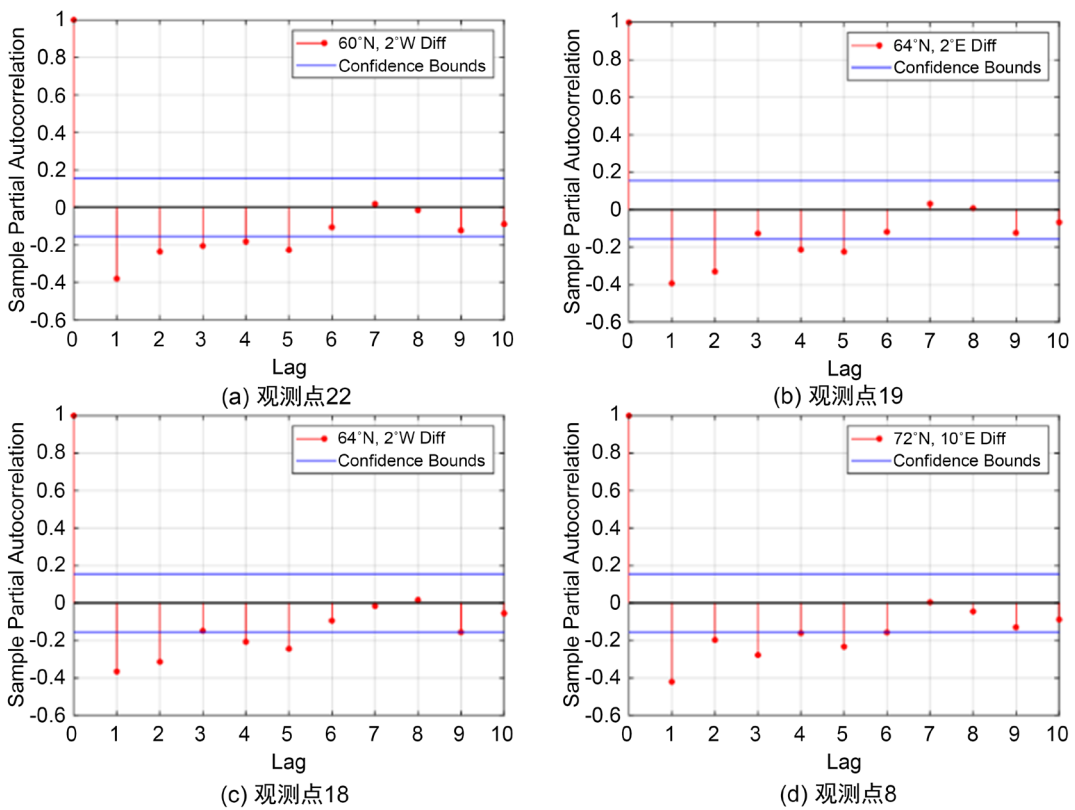 Sample Partial Autocorrelation
1
0.8
0.6
0.4
0.2
0
-0.2
-0.4
-0.6
60°N, 2°W Diff
Confidence Bounds
0 1 2 3 4 5 6 7 8 9 10
Lag
(a) 观测点22
Sample Partial Autocorrelation
1
0.8
0.6
0.4
0.2
0
-0.2
-0.4
-0.6
64°N, 2°E Diff
Confidence Bounds
0 1 2 3 4 5 6 7 8 9 10
Lag
(b) 观测点19
Sample Partial Autocorrelation
1
0.8
0.6
0.4
0.2
0
-0.2
-0.4
-0.6
64°N, 2°W Diff
Confidence Bounds
0 1 2 3 4 5 6 7 8 9 10
Lag
(c) 观测点18
Sample Partial Autocorrelation
1
0.8
0.6
0.4
0.2
0
-0.2
-0.4
-0.6
72°N, 10°E Diff
Confidence Bounds
0 1 2 3 4 5 6 7 8 9 10
Lag
(d) 观测点8